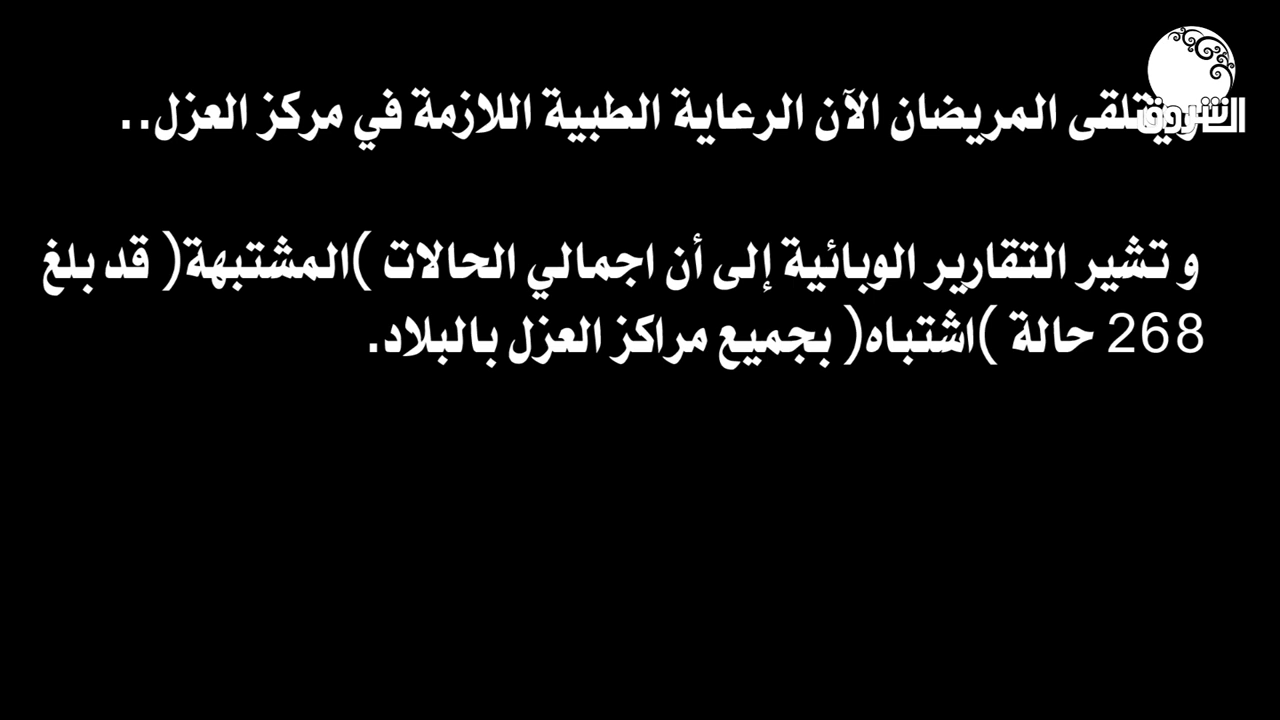 الشروق
ويتلقى المريضان الآن الرعاية الطبية اللازمة في مركز العزل..
و تشير التقارير الوبائية إلى أن اجمالي الحالات )المشتبهة( قد بلغ
268 حالة )اشتباه( بجميع مراكز العزل بالبلاد.